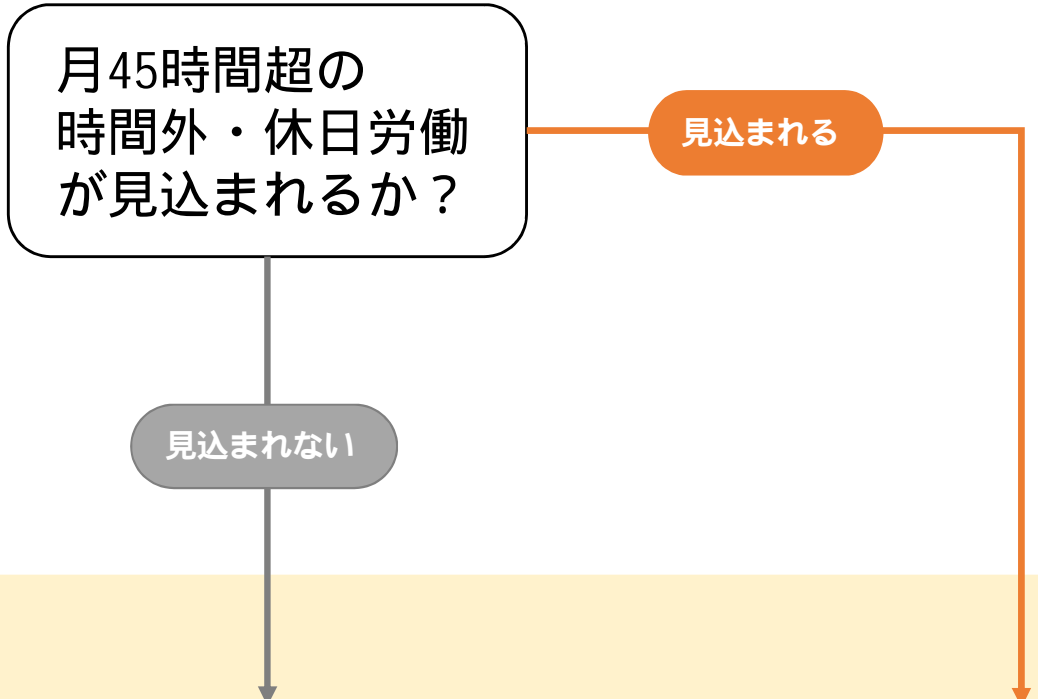 月45時間超の
時間外・休日労働
が見込まれるか？
見込まれる
見込まれない